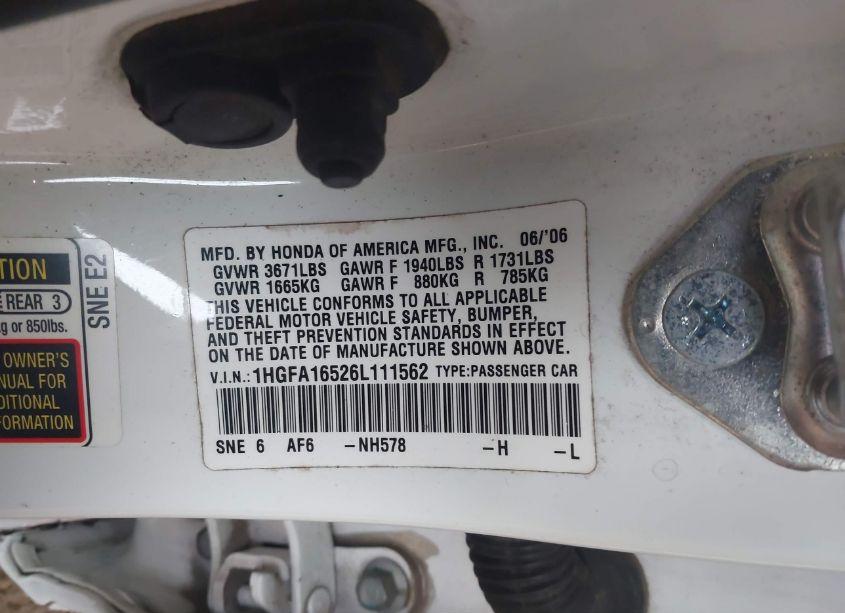 TION
REAR 3
kg or 850lbs.
SNE E2
OWNER'S
NUAL FOR
DITIONAL
FORMATION
MFD. BY HONDA OF AMERICA MFG., INC. 06/'06
GVWR 3671LBS GAWR F 1940LBS R 1731LBS
GVWR 1665KG GAWR F 880KG R 785KG
THIS VEHICLE CONFORMS TO ALL APPLICABLE
FEDERAL MOTOR VEHICLE SAFETY, BUMPER,
AND THEFT PREVENTION STANDARDS IN EFFECT
ON THE DATE OF MANUFACTURE SHOWN ABOVE.
V.I.N.: 1HGFA16526L111562 TYPE:PASSENGER CAR
SNE 6 AF6 -NH578 -H -L